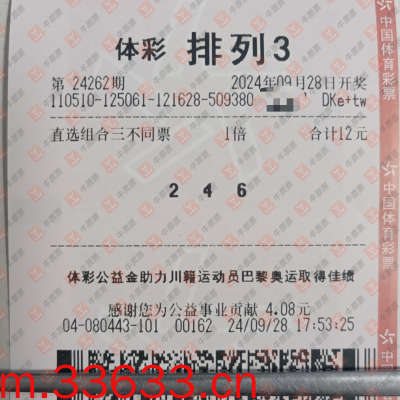 体彩 排列3
第 24262期 2024年09月28日开奖
110510-125061-121628-509380 DKe+tw
直选组合三不同票 1倍 合计12元
2 4 6
体彩公益金助力川籍运动员巴黎奥运取得佳绩
感谢您为公益事业贡献 4.08元
04-080443-101 00162 24/09/28 17:53:25
m.33633.cn
中国体育彩票
中国体育彩票